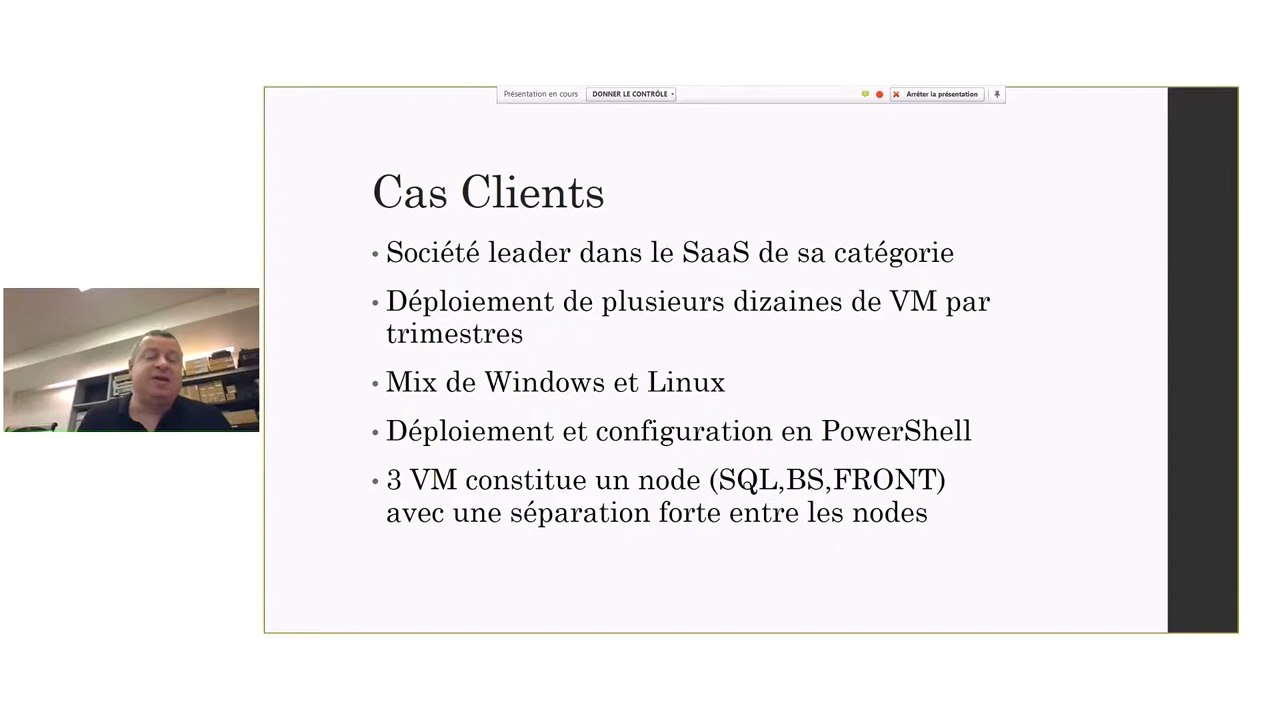 Présentation en cours
DONNER LE CONTRÔLE
Arrêter la présentation
Cas Clients
• Société leader dans le SaaS de sa catégorie
• Déploiement de plusieurs dizaines de VM par
trimestres
• Mix de Windows et Linux
• Déploiement et configuration en PowerShell
• 3 VM constitue un node (SQL,BS,FRONT)
avec une séparation forte entre les nodes